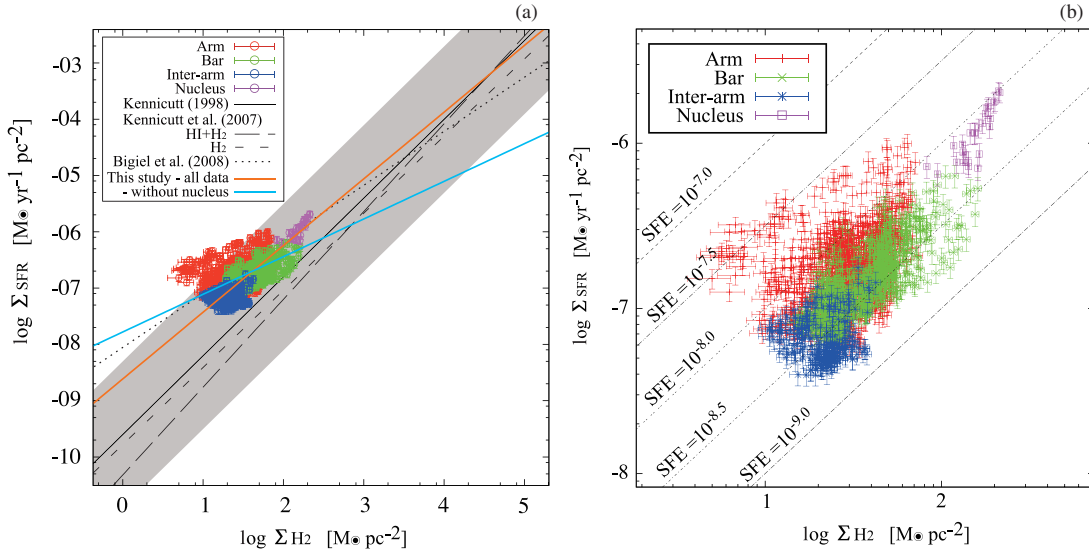 (a)
-03
-04
-05
-06
-07
-08
-09
-10
0 1 2 3 4 5
log Σ SFR [M⊙ yr-1 pc-2]
log Σ H2 [M⊙ pc-2]
Arm
Bar
Inter-arm
Nucleus
Kennicutt (1998)
Kennicutt et al. (2007)
HI+H2
H2
Bigiel et al. (2008)
This study - all data
- without nucleus
(b)
-6
-7
-8
1 2
log Σ SFR [M⊙ yr-1 pc-2]
log Σ H2 [M⊙ pc-2]
Arm
Bar
Inter-arm
Nucleus
SFE =10-7.0
SFE =10-7.5
SFE =10-8.0
SFE =10-8.5
SFE =10-9.0